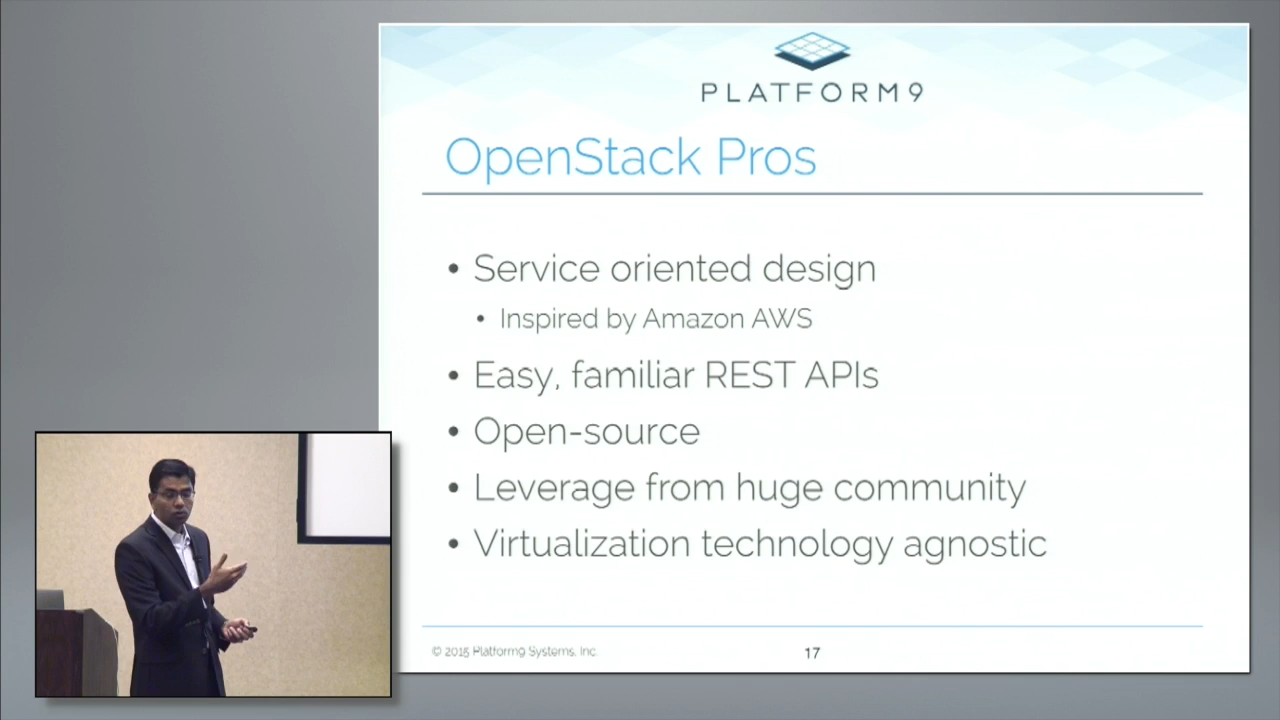 PLATFORM9
OpenStack Pros
• Service oriented design
• Inspired by Amazon AWS
• Easy, familiar REST APIs
• Open-source
• Leverage from huge community
• Virtualization technology agnostic
© 2015 Platform9 Systems, Inc.
17